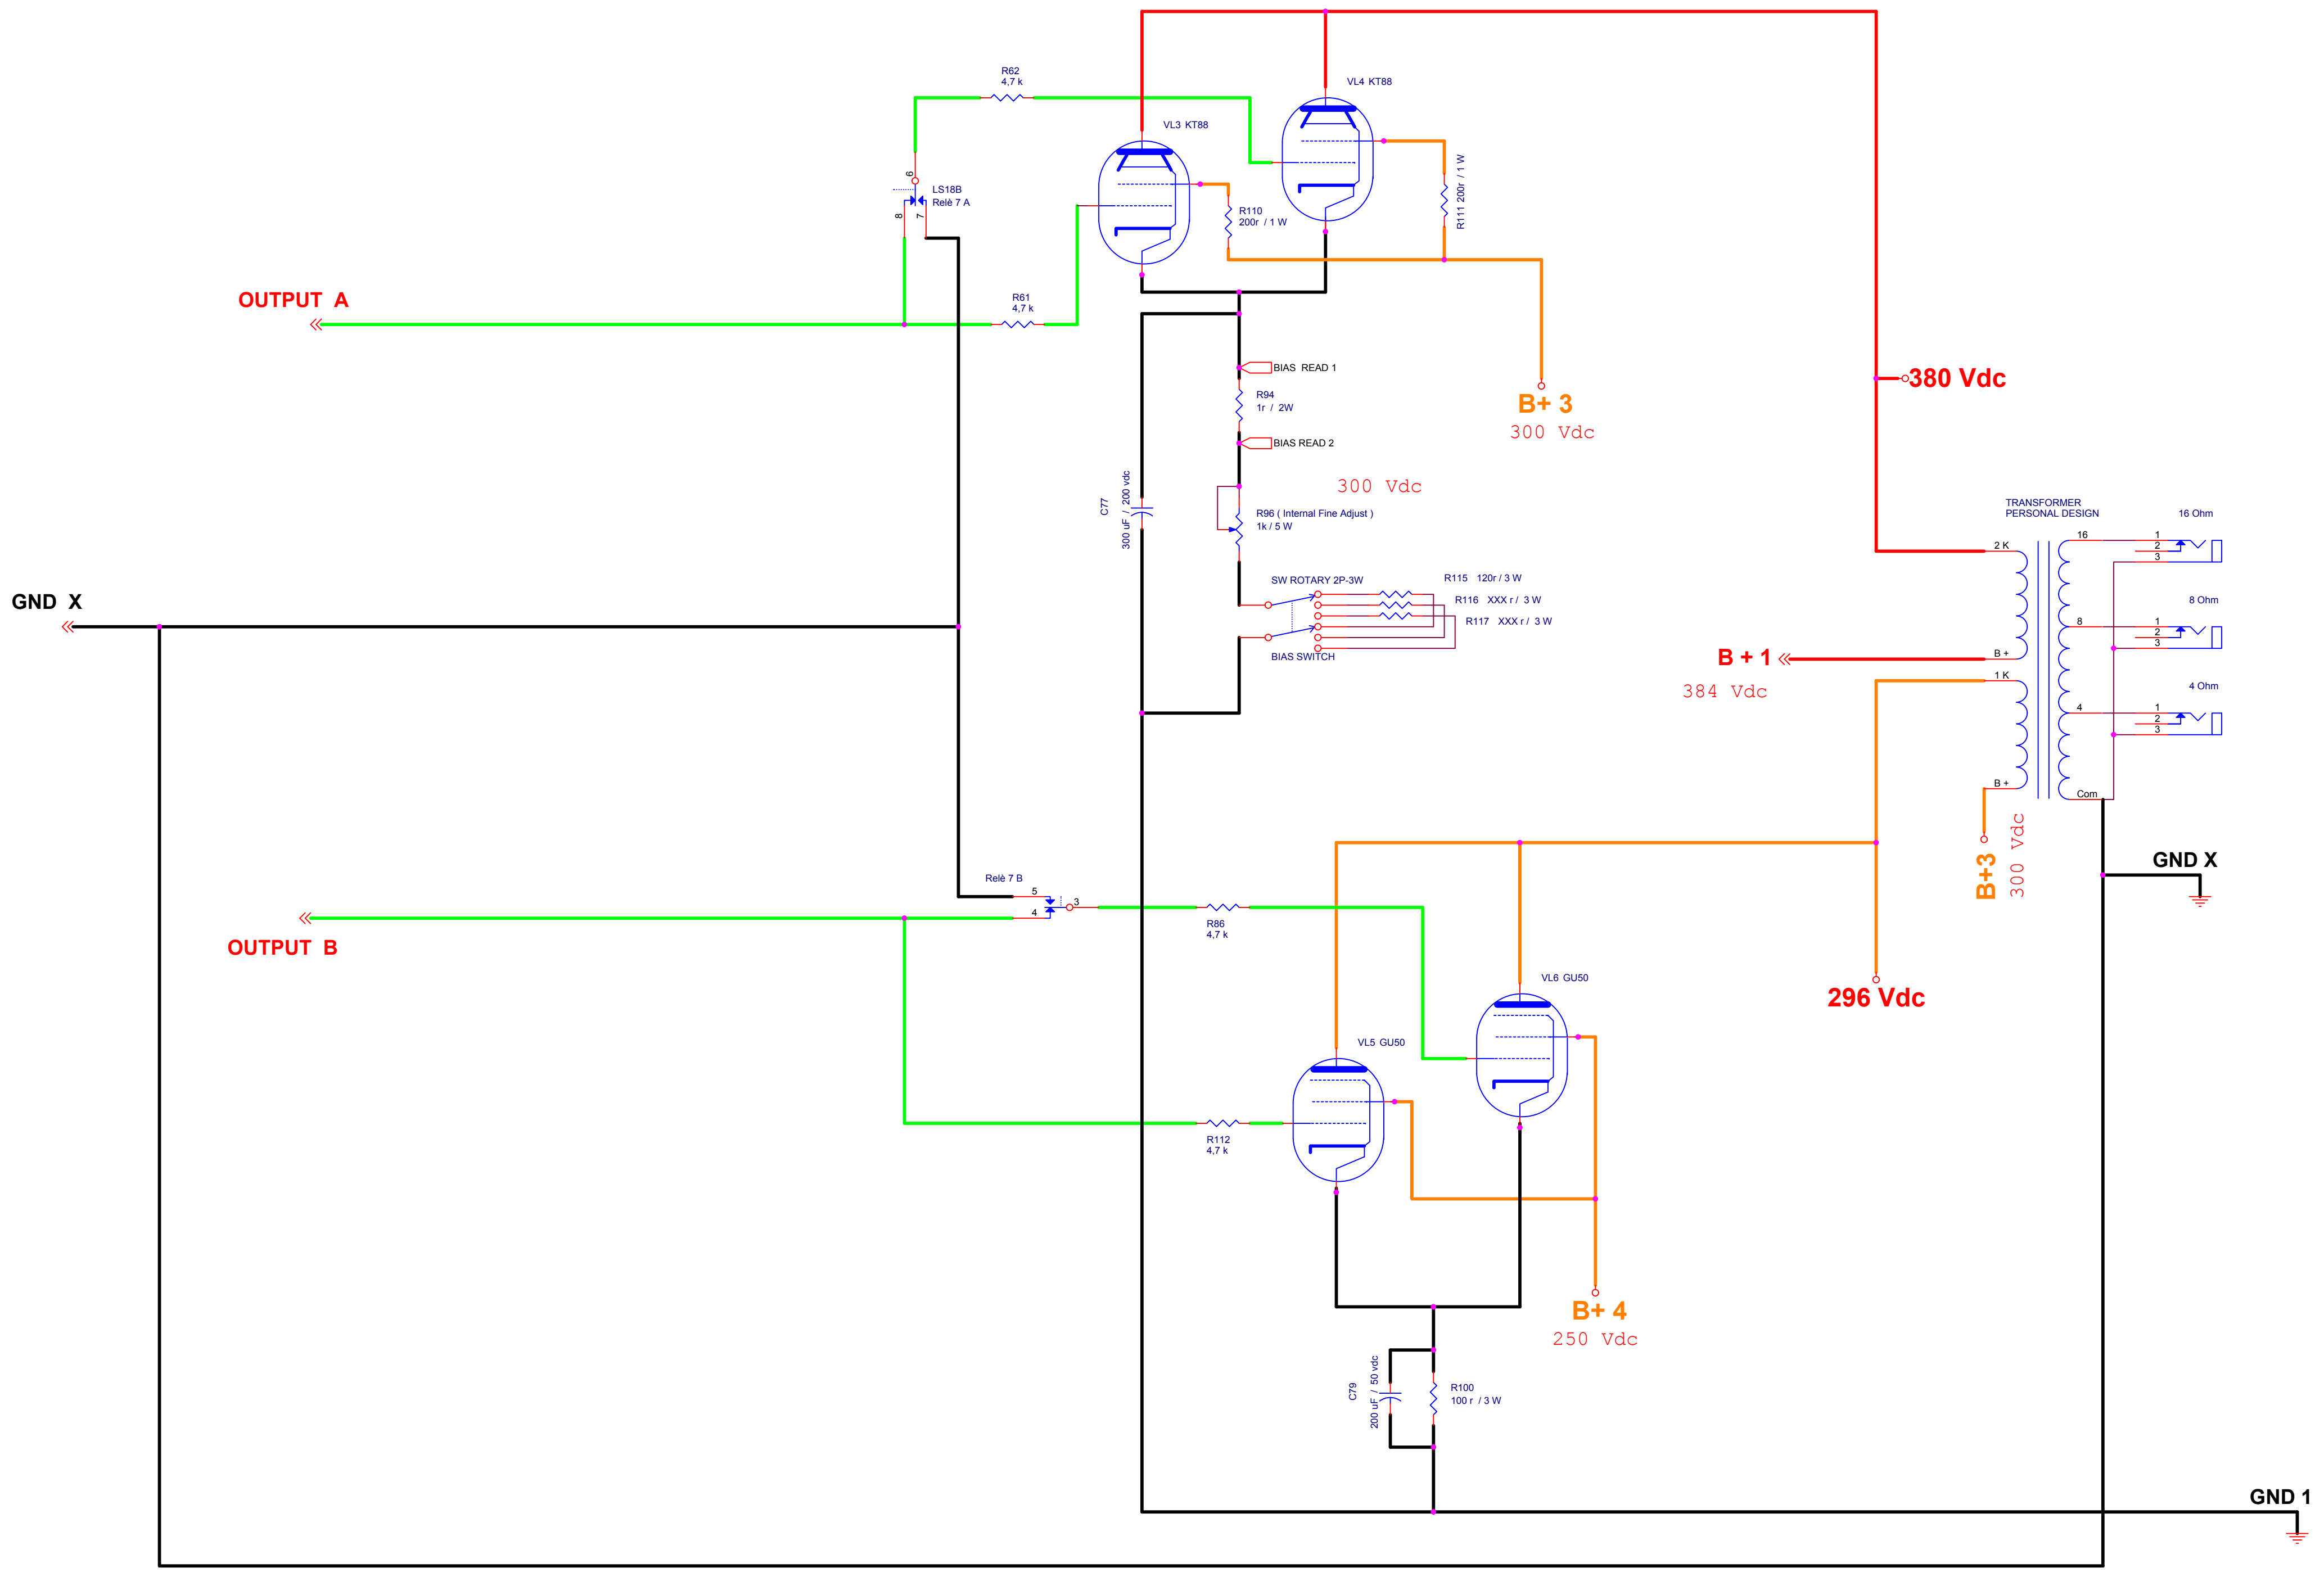 R62
4,7 k
VL4 KT88
VL3 KT88
6
LS18B
Relè 7 A
8
7
R110
200r / 1 W
R111 200r / 1 W
OUTPUT A
R61
4,7 k
BIAS READ 1
380 Vdc
R94
1r / 2W
B+ 3
300 Vdc
BIAS READ 2
300 Vdc
C77
300 uF / 200 vdc
R96 ( Internal Fine Adjust )
1k / 5 W
TRANSFORMER
PERSONAL DESIGN
16 Ohm
2 K
16
1
2
3
SW ROTARY 2P-3W
R115 120r / 3 W
R116 XXX r / 3 W
R117 XXX r / 3 W
BIAS SWITCH
GND X
8 Ohm
8
1
2
3
B + 1
384 Vdc
B +
1 K
4 Ohm
4
1
2
3
B +
Com
B+3
300 Vdc
GND X
Relè 7 B
5
4
3
OUTPUT B
R86
4,7 k
VL6 GU50
296 Vdc
VL5 GU50
R112
4,7 k
B+ 4
250 Vdc
C79
200 uF / 50 vdc
R100
100 r / 3 W
GND 1